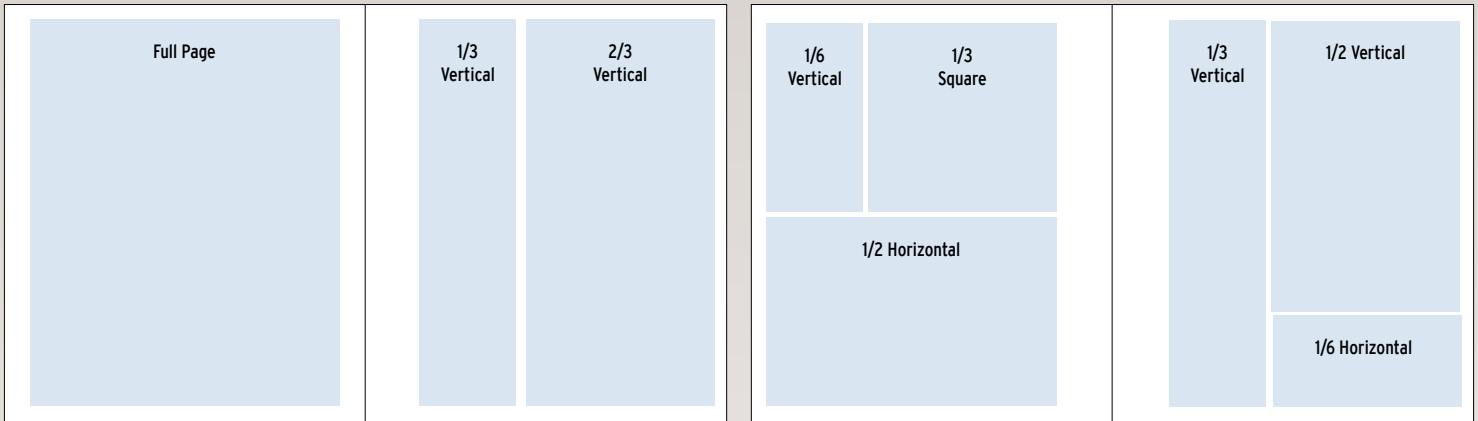 Full Page
1/3
Vertical
2/3
Vertical
1/6
Vertical
1/3
Square
1/2 Horizontal
1/3
Vertical
1/2 Vertical
1/6 Horizontal